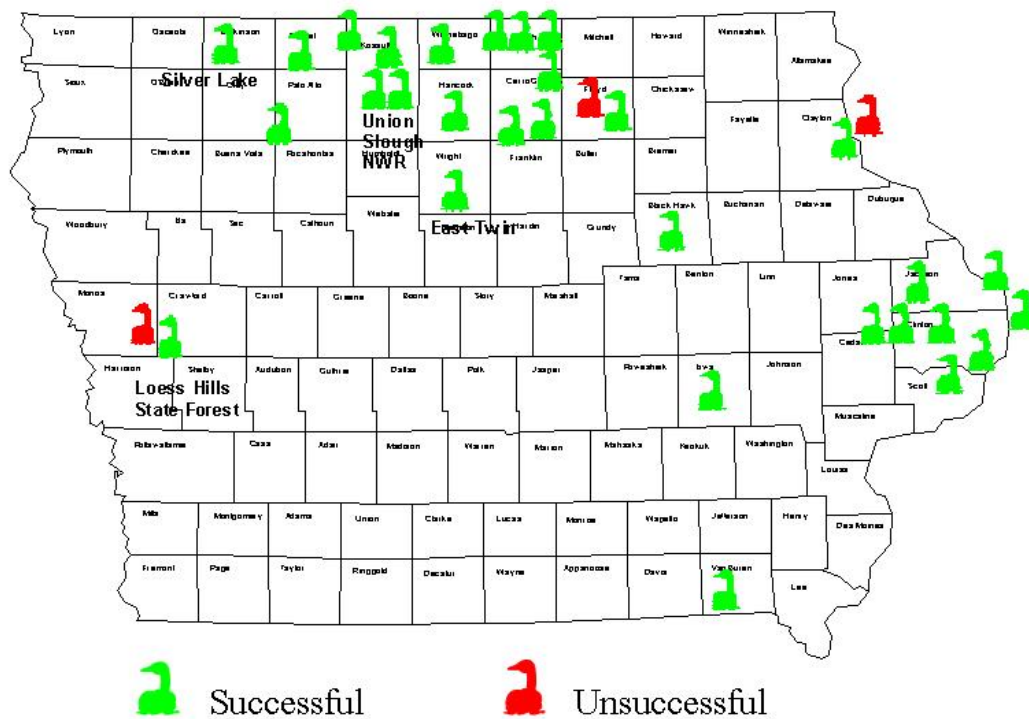 Lyon Osceola Dickinson Kossuth Winnebago Mitchell Howard Winneshiek
Allamakee
Silver Lake
Sioux Palo Alto Hancock Floyd Chickasaw
Fayette Clayton
Union
Slough
NWR
Plymouth Cherokee Buena Vista Pocahontas Humboldt Wright Franklin Butler Bremer
Woodbury Ida Sac Calhoun Webster Hardin Grundy Black Hawk Buchanan Delaware Dubuque
East Twin
Monona Crawford Carroll Greene Boone Story Marshall Tama Benton Linn Jones Jackson
Clinton
Cedar
Harrison Shelby Audubon Guthrie Dallas Polk Jasper Poweshiek Iowa Johnson
Scott
Loess Hills
State Forest
Muscatine
Pottawattamie Cass Adair Madison Warren Marion Mahaska Keokuk Washington
Louisa
Mills Montgomery Adams Union Clarke Lucas Monroe Wapello Jefferson Henry
Des Moines
Fremont Page Taylor Ringgold Decatur Wayne Appanoose Davis Van Buren
Lee
Successful Unsuccessful